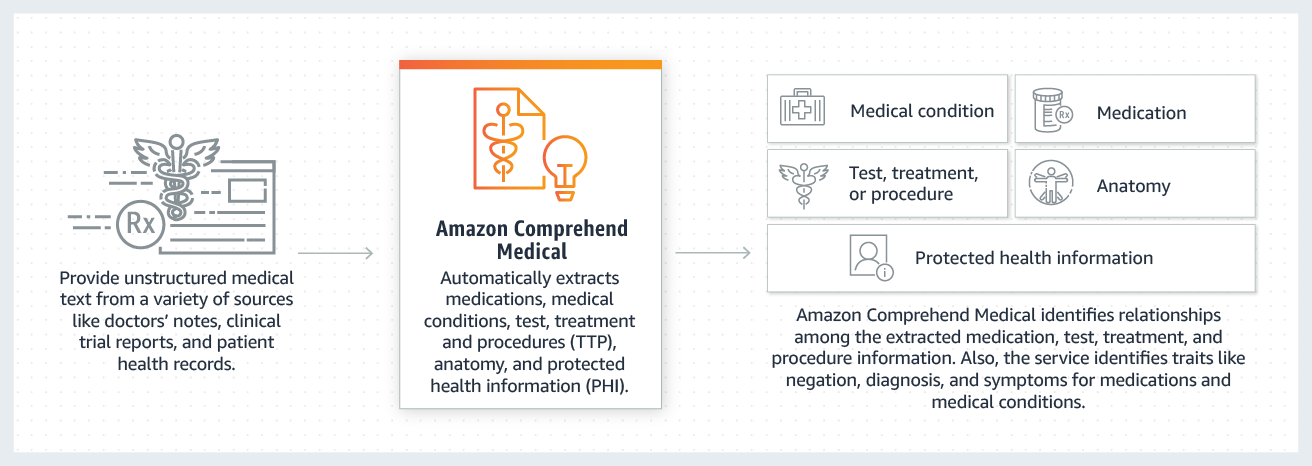 Rx
Provide unstructured medical
text from a variety of sources
like doctors' notes, clinical
trial reports, and patient
health records.
Amazon Comprehend
Medical
Automatically extracts
medications, medical
conditions, test, treatment
and procedures (TTP),
anatomy, and protected
health information (PHI).
Medical condition
Rx
Medication
Test, treatment,
or procedure
Anatomy
i
Protected health information
Amazon Comprehend Medical identifies relationships
among the extracted medication, test, treatment, and
procedure information. Also, the service identifies traits like
negation, diagnosis, and symptoms for medications and
medical conditions.